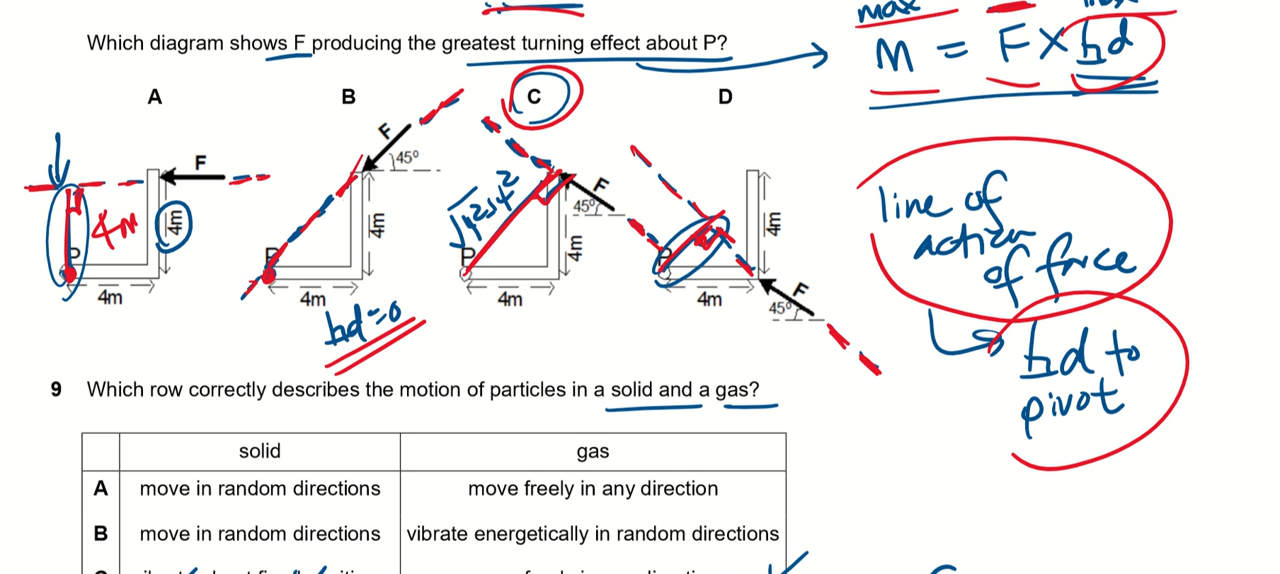 max
Which diagram shows F producing the greatest turning effect about P?
M = F × ⊥d
A B C D
F
4m
4m
P
4m
F
45°
4m
4m
⊥d=0
F
45°
√4²+4²
P
4m
4m
4m
4m
F
45°
line of
action
of force
⊥d to
pivot
9 Which row correctly describes the motion of particles in a solid and a gas?
solid gas
A move in random directions move freely in any direction
B move in random directions vibrate energetically in random directions